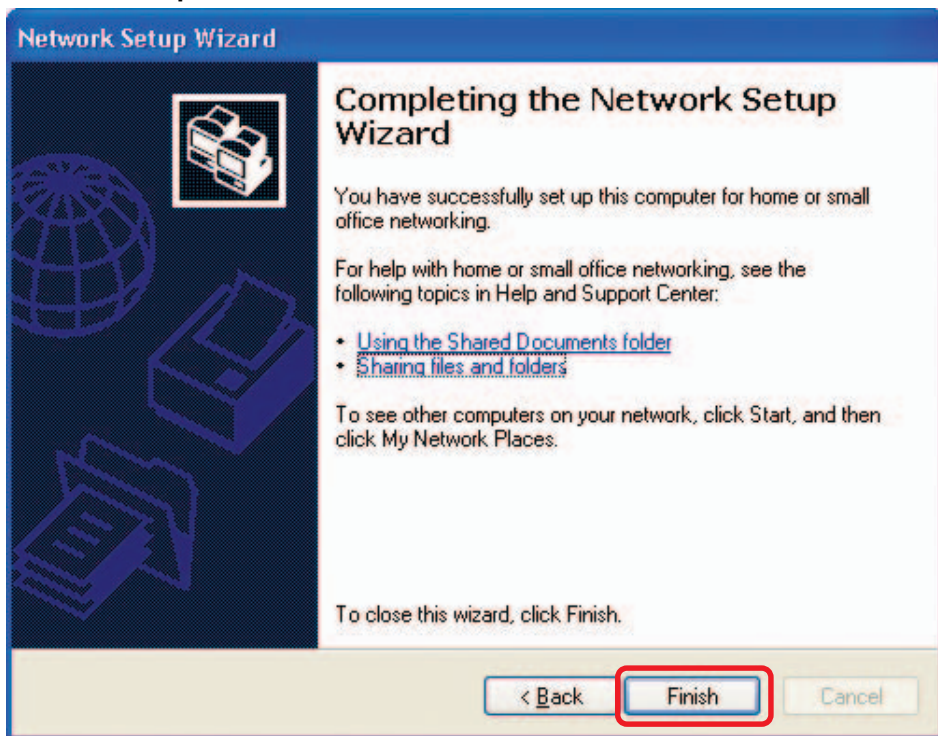 Network Setup Wizard
Completing the Network Setup
Wizard
You have successfully set up this computer for home or small
office networking.
For help with home or small office networking, see the
following topics in Help and Support Center:
• Using the Shared Documents folder
• Sharing files and folders
To see other computers on your network, click Start, and then
click My Network Places.
To close this wizard, click Finish.
< Back Finish Cancel